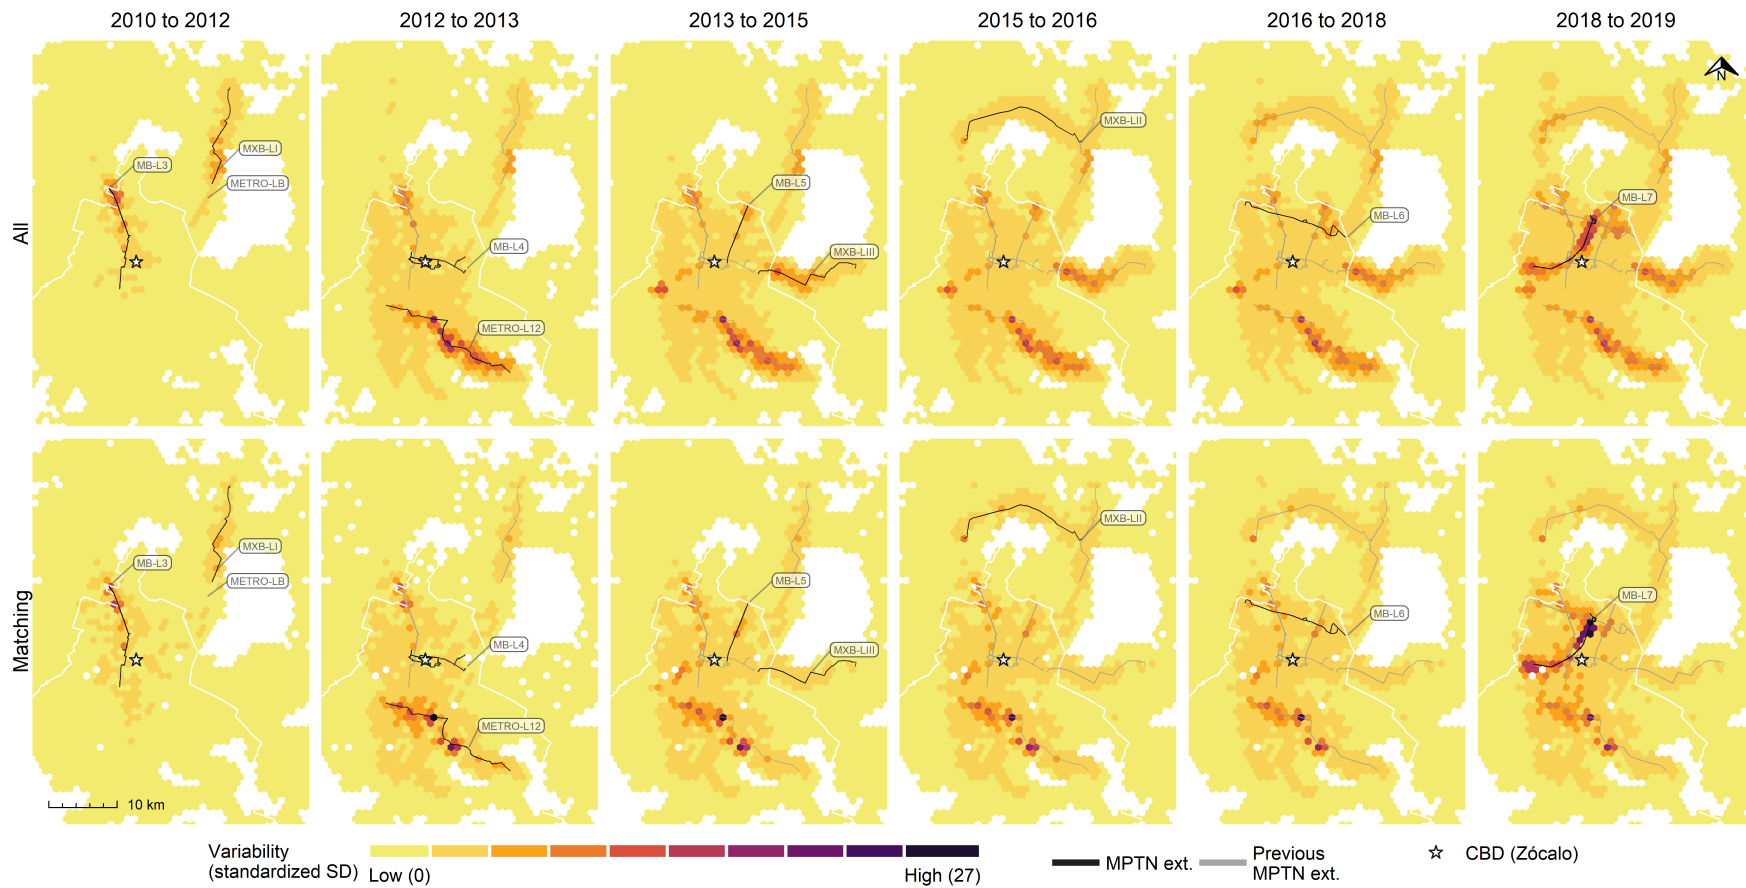 2010 to 2012
2012 to 2013
2013 to 2015
2015 to 2016
2016 to 2018
2018 to 2019
N
All
MB-L3
MXB-LI
METRO-LB
MB-L4
METRO-L12
MB-L5
MXB-LIII
MXB-LII
MB-L6
MB-L7
Matching
MB-L3
MXB-LI
METRO-LB
MB-L4
METRO-L12
MB-L5
MXB-LIII
MXB-LII
MB-L6
MB-L7
10 km
Variability
(standardized SD)
Low (0)
High (27)
MPTN ext.
Previous
MPTN ext.
CBD (Zócalo)